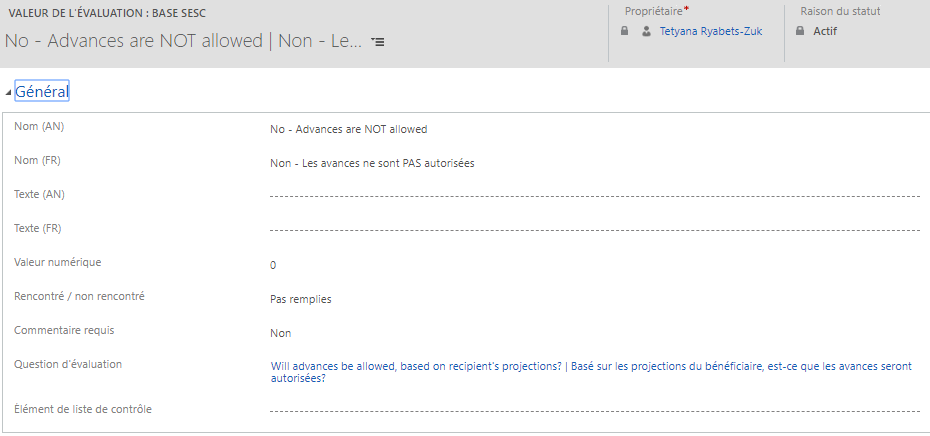 VALEUR DE L'ÉVALUATION : BASE SESC
No - Advances are NOT allowed | Non - Le...
Propriétaire*
Tetyana Ryabets-Zuk
Raison du statut
Actif
Général
Nom (AN)
No - Advances are NOT allowed
Nom (FR)
Non - Les avances ne sont PAS autorisées
Texte (AN)
Texte (FR)
Valeur numérique
0
Rencontré / non rencontré
Pas remplies
Commentaire requis
Non
Question d'évaluation
Will advances be allowed, based on recipient's projections? | Basé sur les projections du bénéficiaire, est-ce que les avances seront
autorisées?
Élément de liste de contrôle